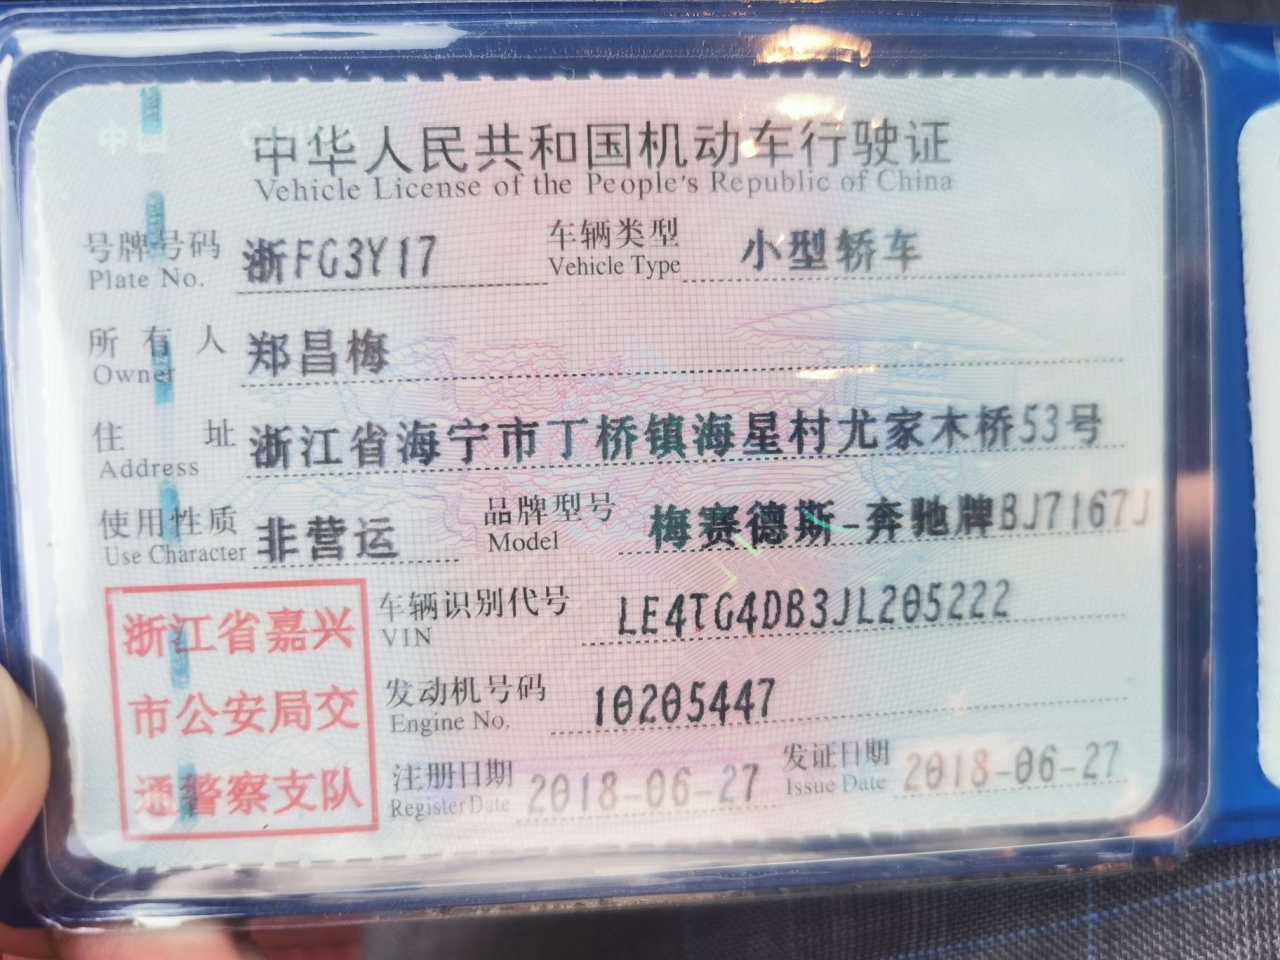 中华人民共和国机动车行驶证
Vehicle License of the People's Republic of China
号牌号码 浙FG3Y17 车辆类型 小型轿车
Plate No. Vehicle Type
所有人 郑昌梅
Owner
住址 浙江省海宁市丁桥镇海星村尤家木桥53号
Address
使用性质 非营运 品牌型号 梅赛德斯-奔驰牌BJ7167J
Use Character Model
浙江省嘉兴
市公安局交
通警察支队
车辆识别代号 LE4TG4DB3JL205222
VIN
发动机号码 10205447
Engine No.
注册日期 2018-06-27 发证日期 2018-06-27
Register Date Issue Date